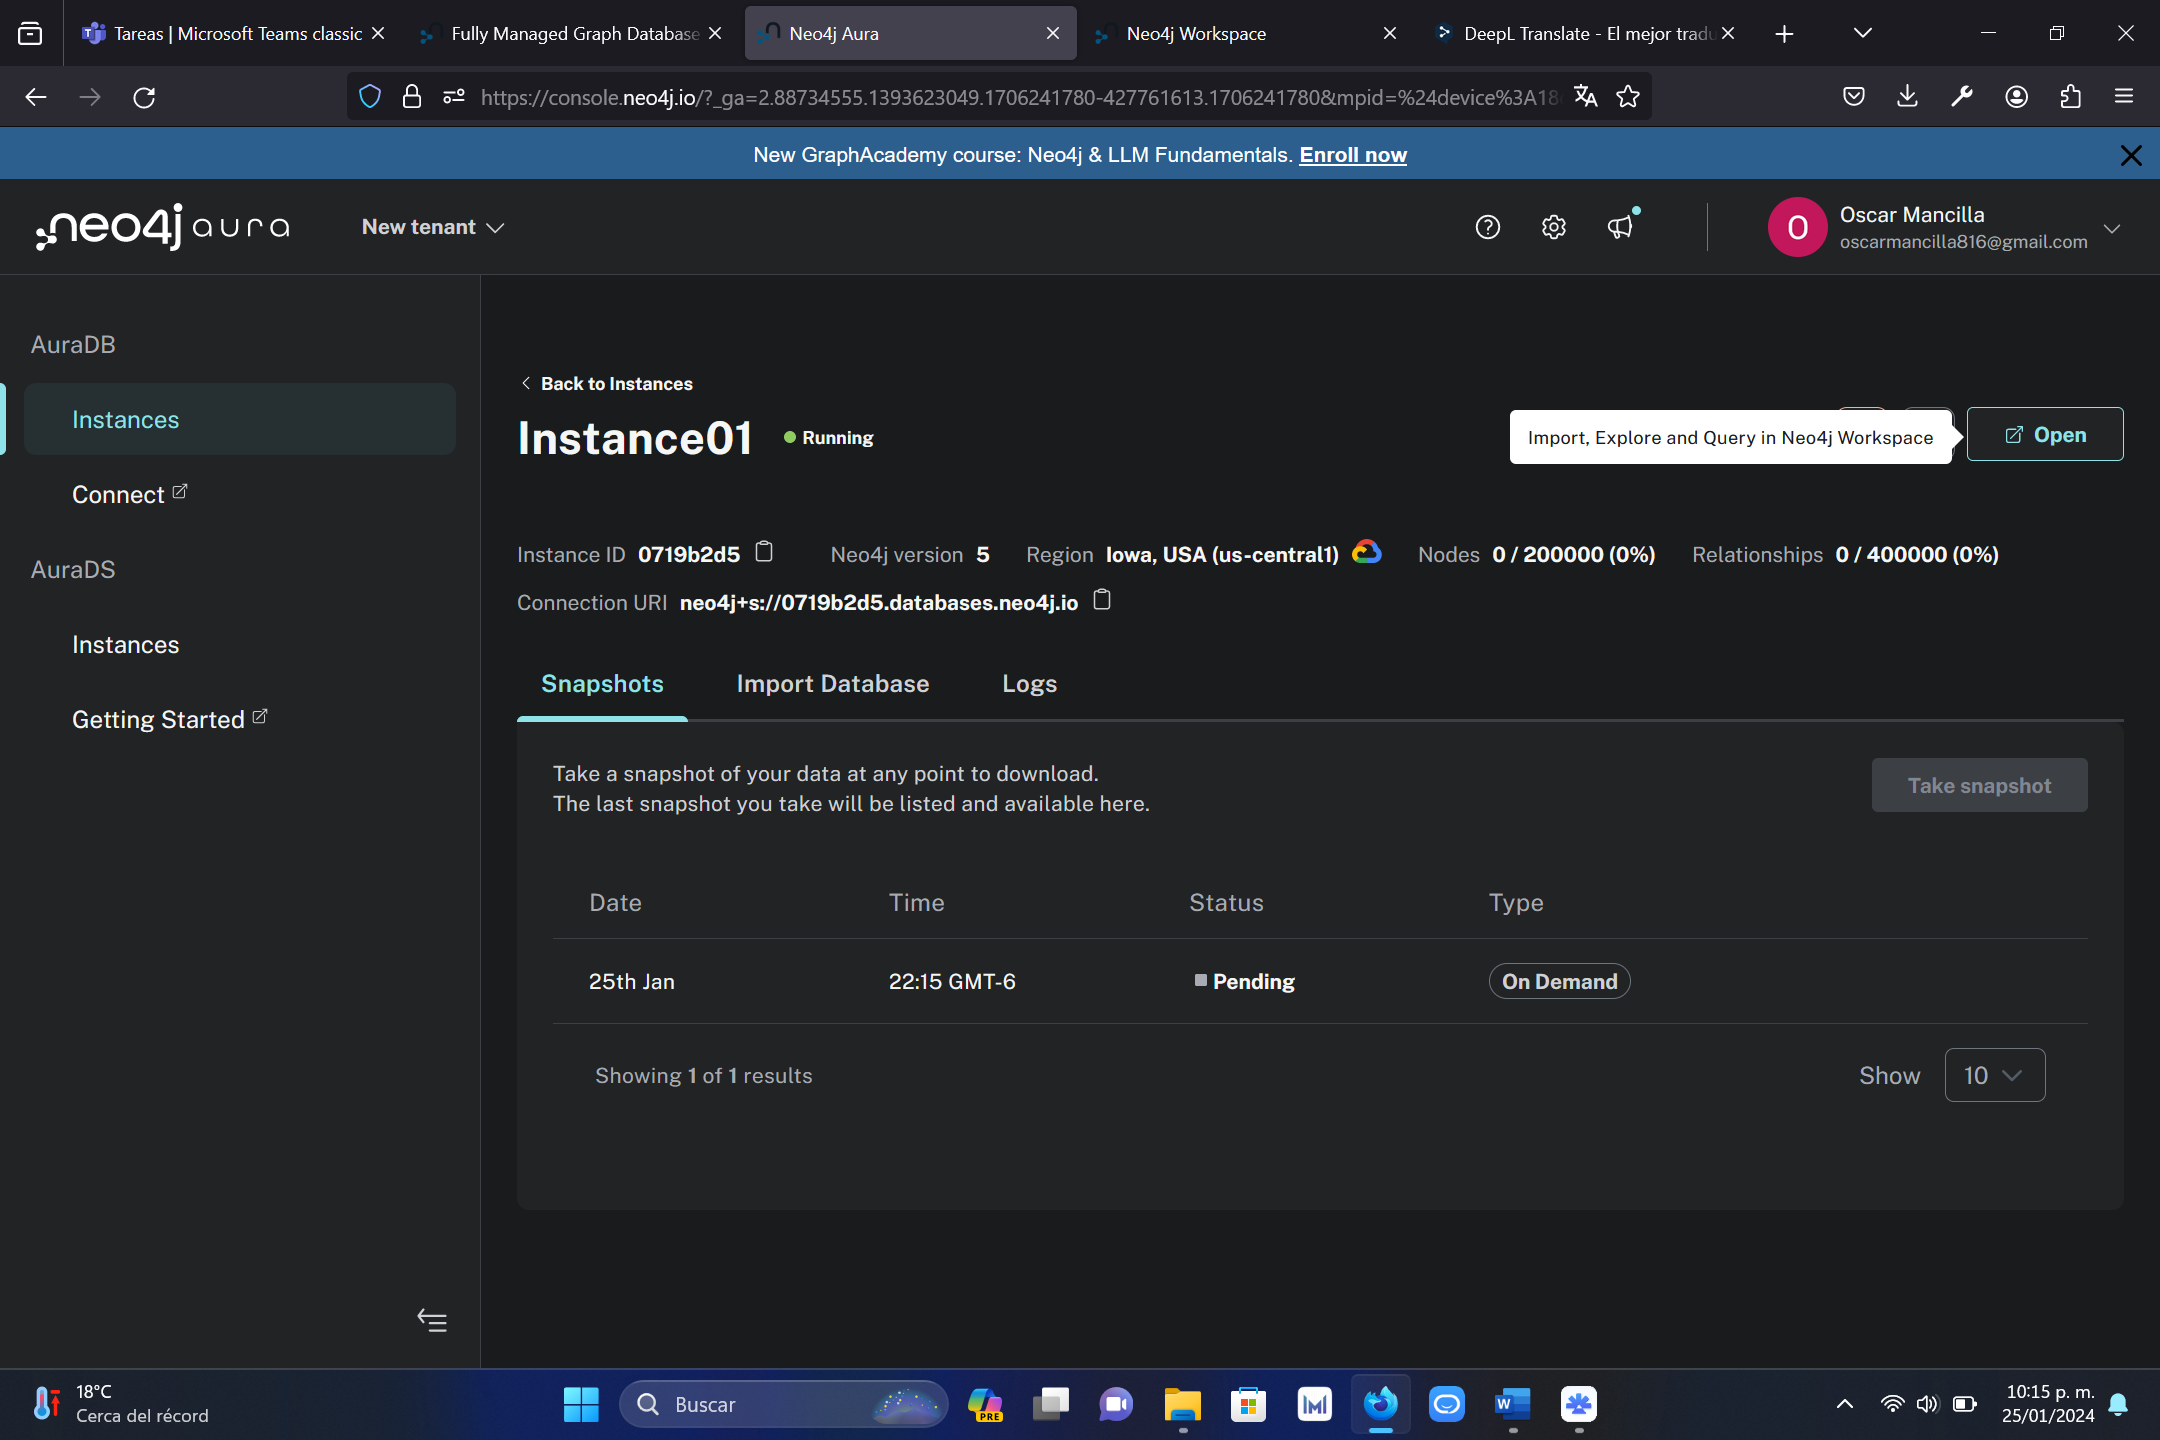 Tareas | Microsoft Teams classic
Fully Managed Graph Database
Neo4j Aura
Neo4j Workspace
DeepL Translate - El mejor tradu
https://console.neo4j.io/?_ga=2.88734555.1393623049.1706241780-427761613.1706241780&mpid=%24device%3A18
New GraphAcademy course: Neo4j & LLM Fundamentals. Enroll now
neo4j aura
New tenant
O
Oscar Mancilla
oscarmancilla816@gmail.com
AuraDB
Instances
Connect
AuraDS
Instances
Getting Started
Back to Instances
Instance01
Running
Import, Explore and Query in Neo4j Workspace
Open
Instance ID 0719b2d5
Neo4j version 5
Region Iowa, USA (us-central1)
Nodes 0 / 200000 (0%)
Relationships 0 / 400000 (0%)
Connection URI neo4j+s://0719b2d5.databases.neo4j.io
Snapshots
Import Database
Logs
Take a snapshot of your data at any point to download.
The last snapshot you take will be listed and available here.
Take snapshot
Date Time Status Type
25th Jan 22:15 GMT-6 Pending On Demand
Showing 1 of 1 results
Show 10
18°C
Cerca del récord
Buscar
PRE
10:15 p. m.
25/01/2024